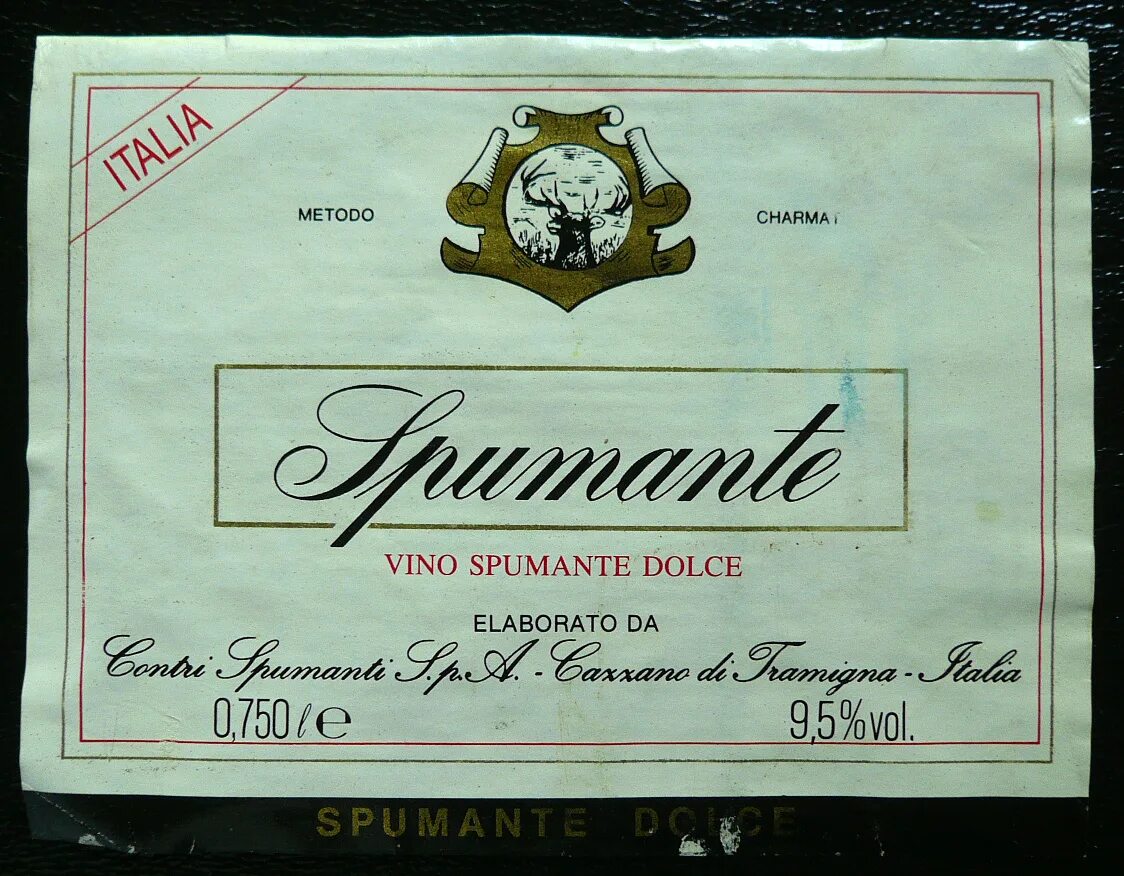 ITALIA
METODO CHARMAT
Spumante
VINO SPUMANTE DOLCE
ELABORATO DA
Contri Spumanti S.p.A. - Cazzano di Tramigna - Italia
0,750 l e 9,5% vol.
SPUMANTE DOLCE